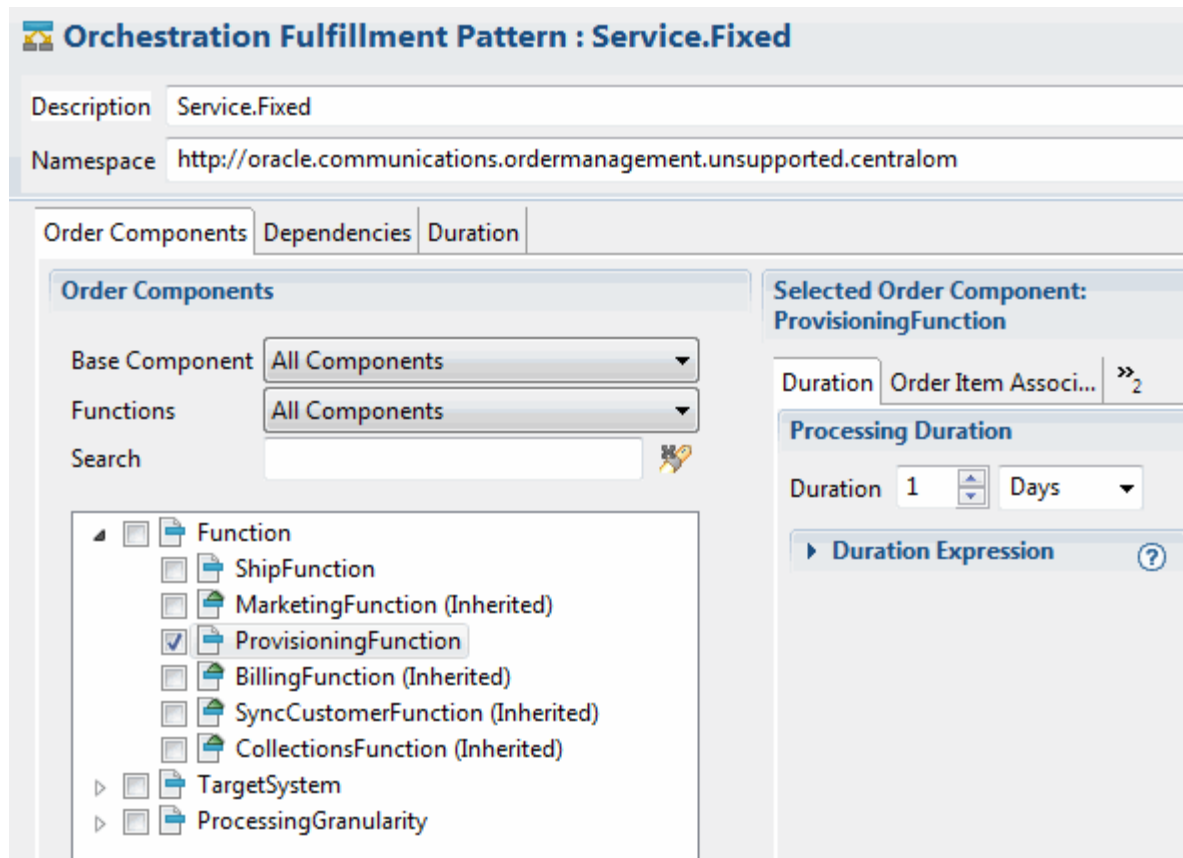 Orchestration Fulfillment Pattern : Service.Fixed
Description Service.Fixed
Namespace http://oracle.communications.ordermanagement.unsupported.centralom
Order Components Dependencies Duration
Order Components
Base Component All Components
Functions All Components
Search
Function
ShipFunction
MarketingFunction (Inherited)
ProvisioningFunction
BillingFunction (Inherited)
SyncCustomerFunction (Inherited)
CollectionsFunction (Inherited)
TargetSystem
ProcessingGranularity
Selected Order Component:
ProvisioningFunction
Duration Order Item Associ... »2
Processing Duration
Duration 1 Days
Duration Expression ?